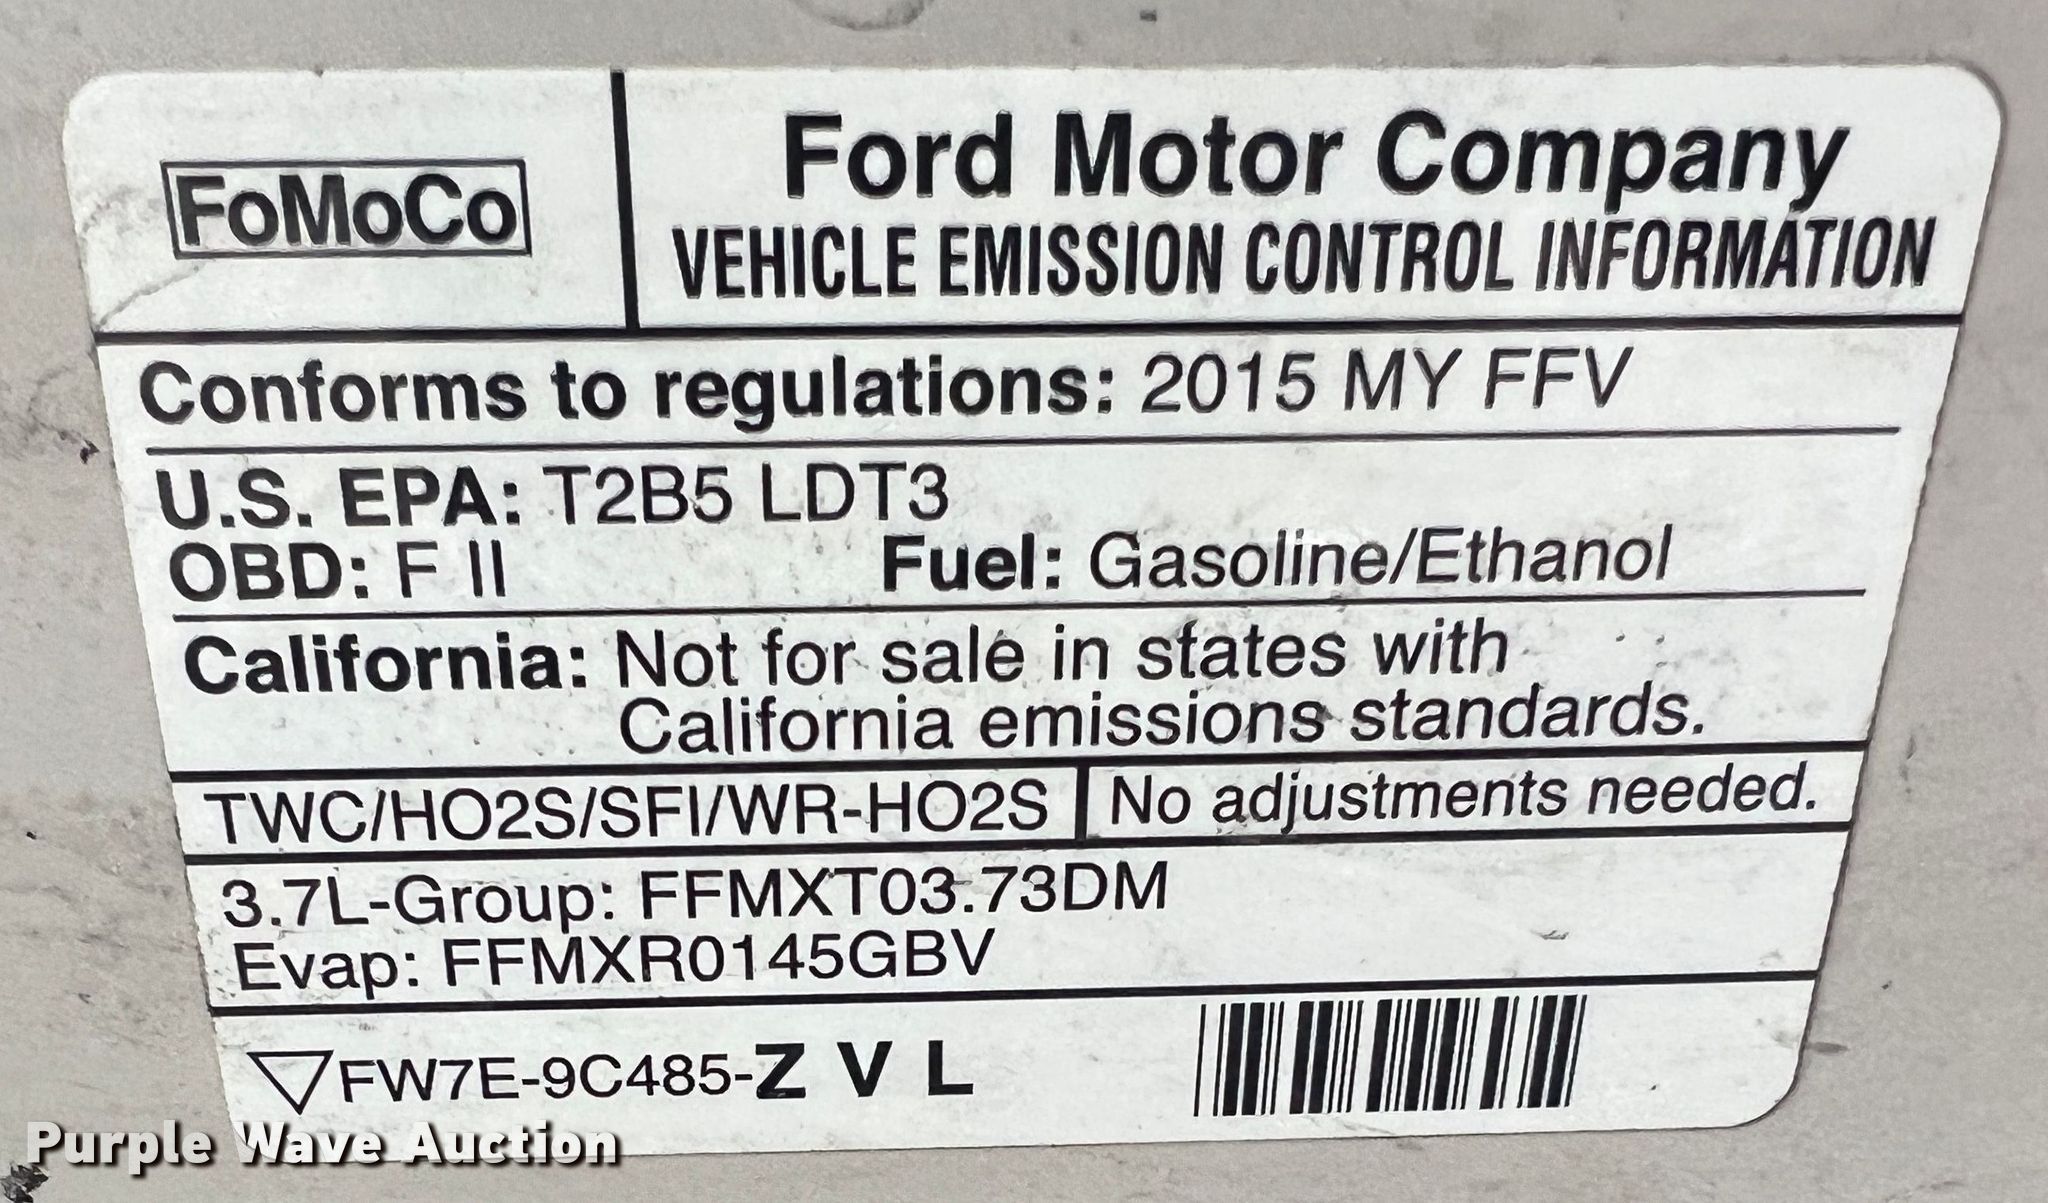 FoMoCo
Ford Motor Company
VEHICLE EMISSION CONTROL INFORMATION
Conforms to regulations: 2015 MY FFV
U.S. EPA: T2B5 LDT3
OBD: F II Fuel: Gasoline/Ethanol
California: Not for sale in states with
California emissions standards.
TWC/HO2S/SFI/WR-HO2S No adjustments needed.
3.7L-Group: FFMXT03.73DM
Evap: FFMXR0145GBV
FW7E-9C485-Z V L
Purple Wave Auction